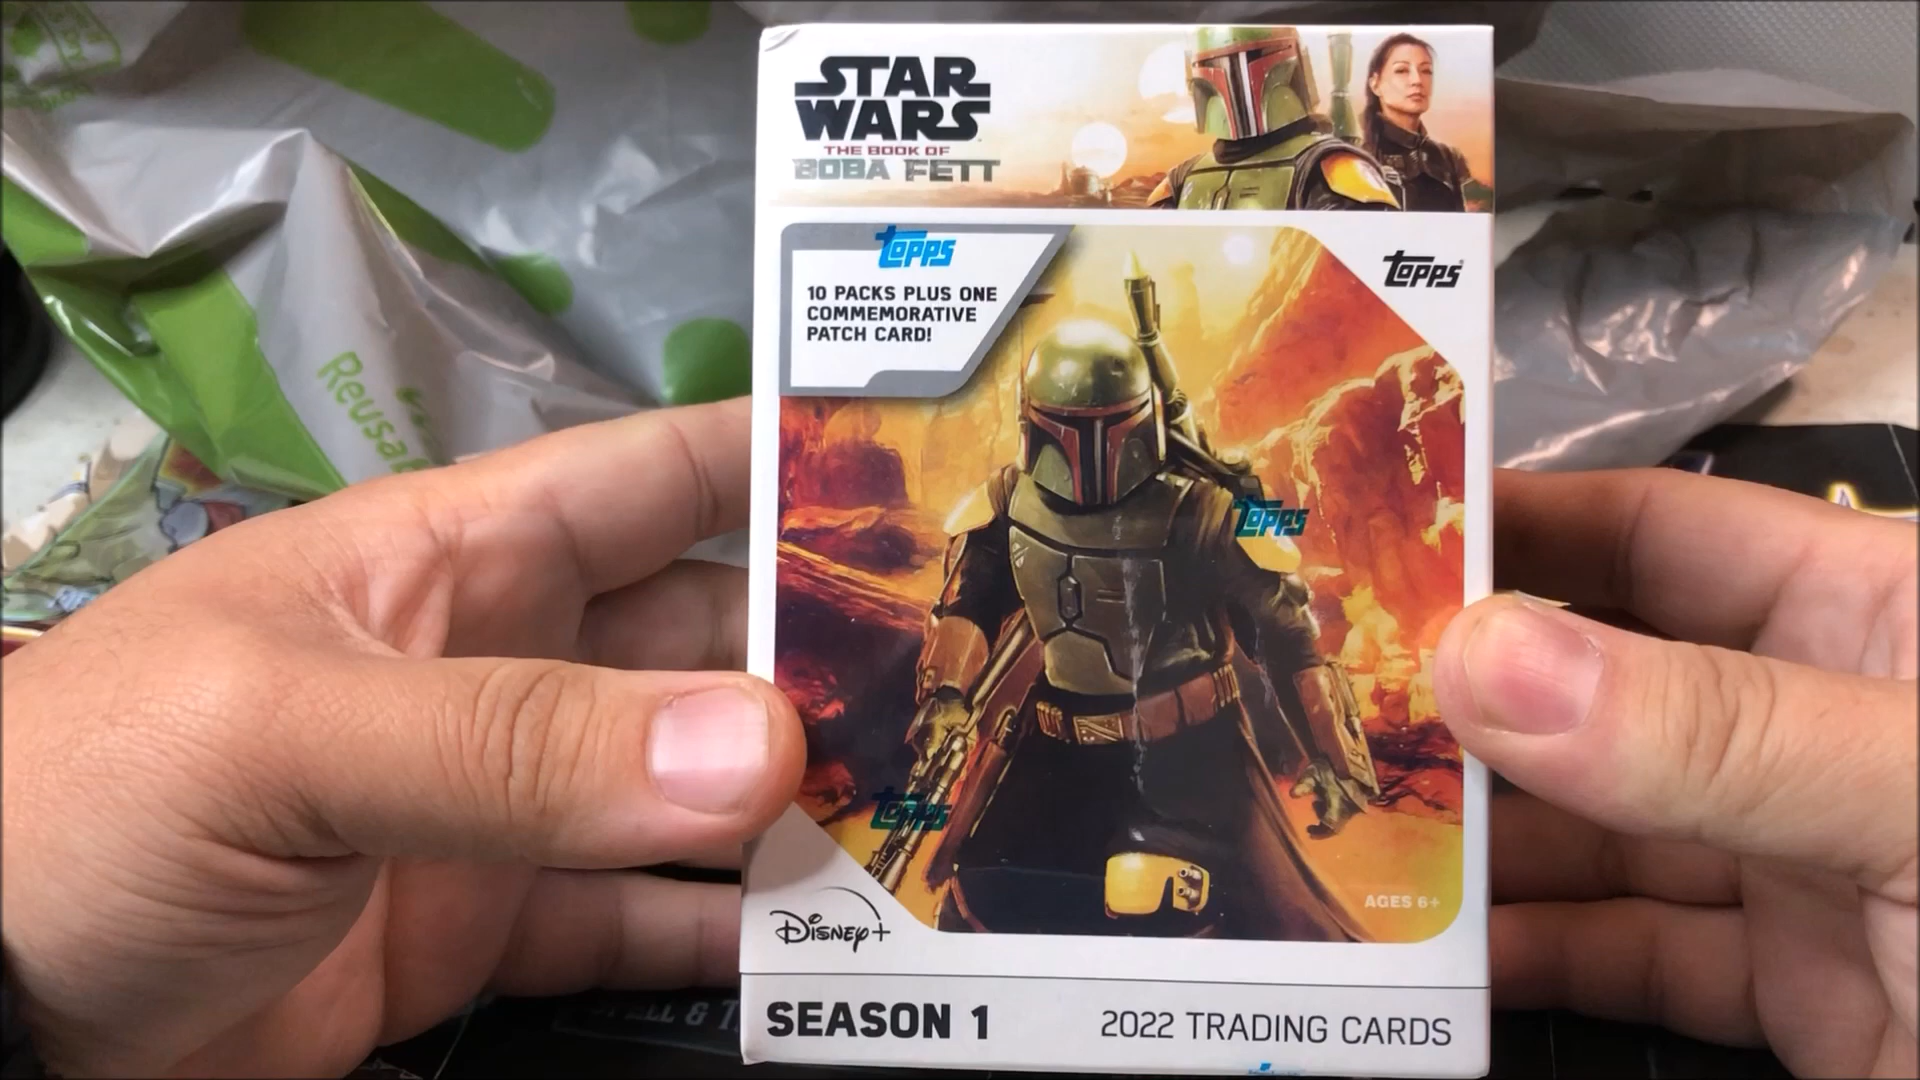 STAR
WARS
THE BOOK OF
BOBA FETT
topps
10 PACKS PLUS ONE
COMMEMORATIVE
PATCH CARD!
topps
topps
topps
AGES 6+
Disney+
SEASON 1
2022 TRADING CARDS